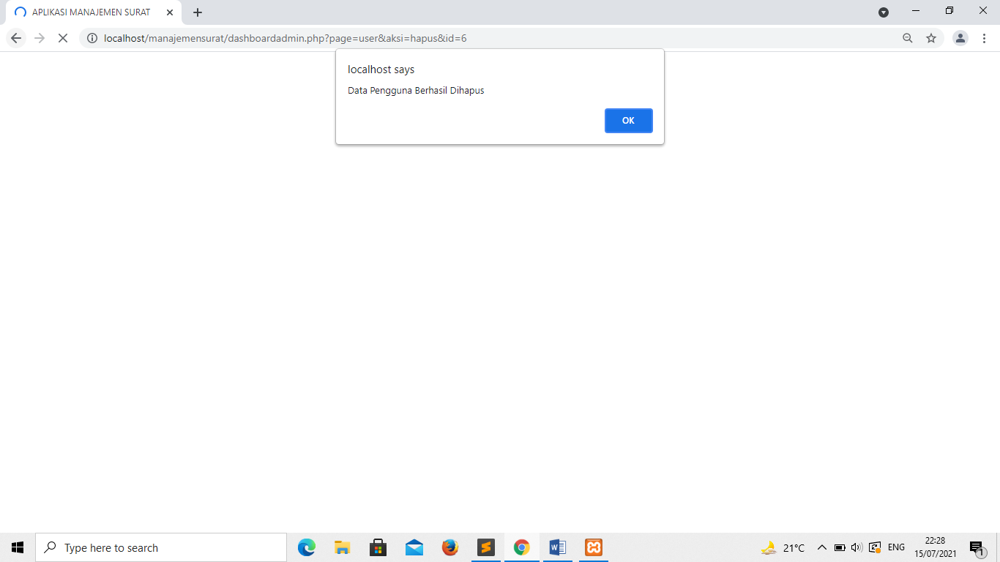 APLIKASI MANAJEMEN SURAT
localhost/manajemensurat/dashboardadmin.php?page=user&aksi=hapus&id=6
localhost says
Data Pengguna Berhasil Dihapus
OK
Type here to search
21°C
ENG
22:28
15/07/2021
1